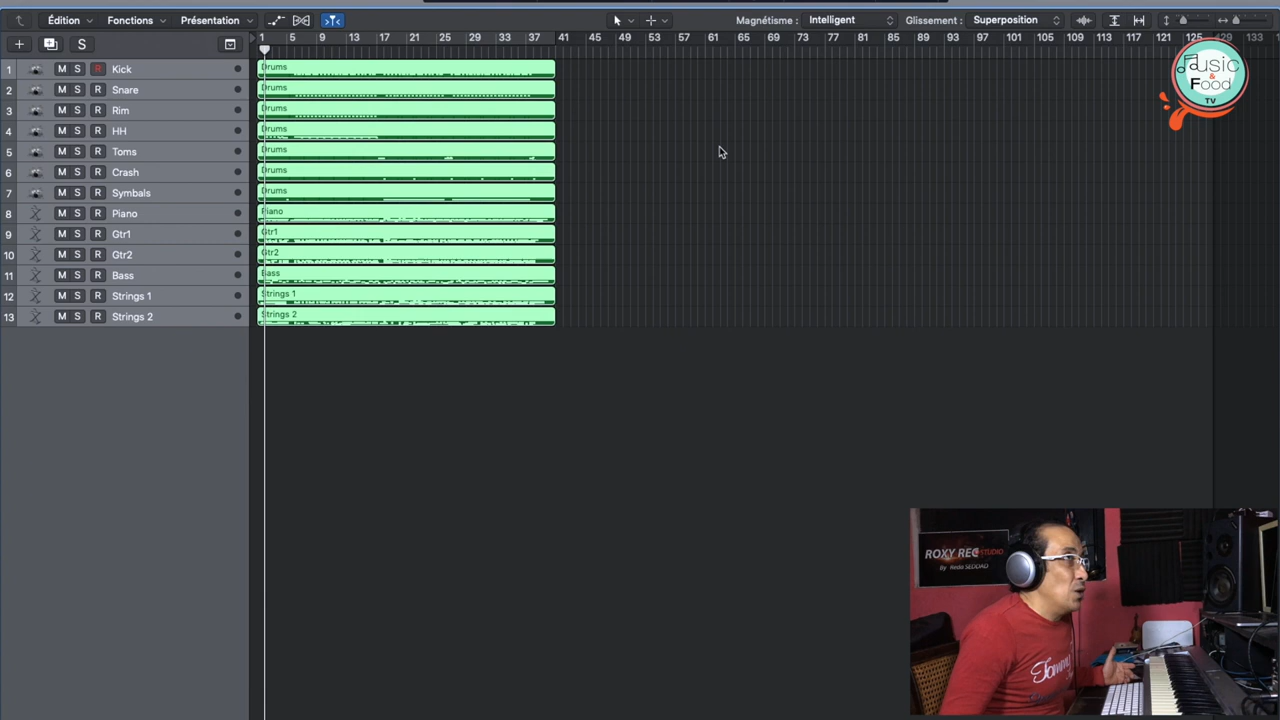 Édition Fonctions Présentation Magnétisme : Intelligent Glissement : Superposition
S 1 5 9 13 17 21 25 29 33 37 41 45 49 53 57 61 65 69 73 77 81 85 89 93 97 101 105 109 113 117 121 125 129 133
1 M S R Kick Drums
2 M S R Snare Drums
3 M S R Rim Drums
4 M S R HH Drums
5 M S R Toms Drums
6 M S R Crash Drums
7 M S R Symbals Drums
8 M S R Piano Piano
9 M S R Gtr1 Gtr1
10 M S R Gtr2 Gtr2
11 M S R Bass Bass
12 M S R Strings 1 Strings 1
13 M S R Strings 2 Strings 2
Music
&
Food
TV
ROXY REC STUDIO
By Reda SEDDAD